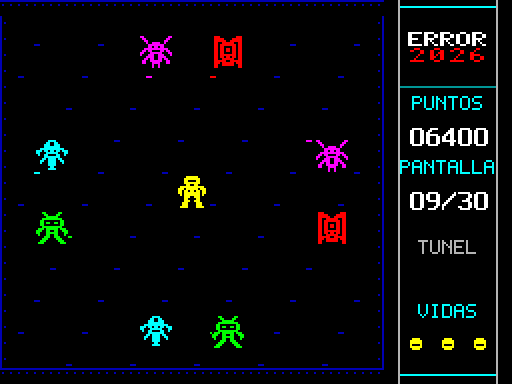 ERROR
2026
PUNTOS
06400
PANTALLA
09/30
TUNEL
VIDAS